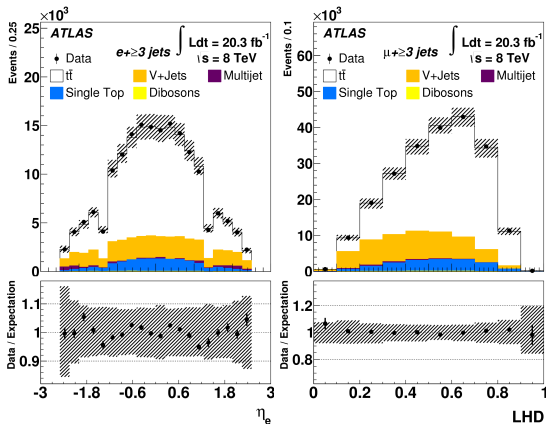 ×10³
ATLAS
e+≥3 jets
∫ Ldt = 20.3 fb⁻¹
√s = 8 TeV
Data
tt̄
V+Jets
Multijet
Single Top
Dibosons
Events / 0.25
25
20
15
10
5
0
Data / Expectation
1.1
1
0.9
-3 -1.8 -0.6 0.6 1.8 3
ηe
×10³
ATLAS
μ+≥3 jets
∫ Ldt = 20.3 fb⁻¹
√s = 8 TeV
Data
tt̄
V+Jets
Multijet
Single Top
Dibosons
Events / 0.1
60
50
40
30
20
10
0
Data / Expectation
1.2
1
0.8
0 0.2 0.4 0.6 0.8 1
LHD